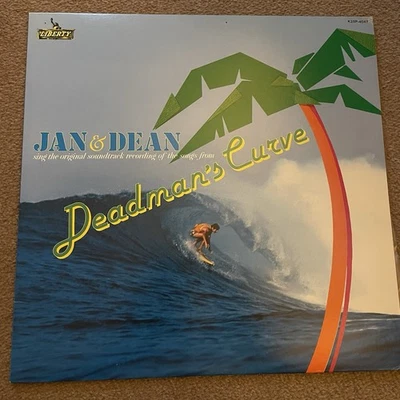 LIBERTY
JAN & DEAN
sing the original soundtrack recording of the songs from
Deadman's Curve